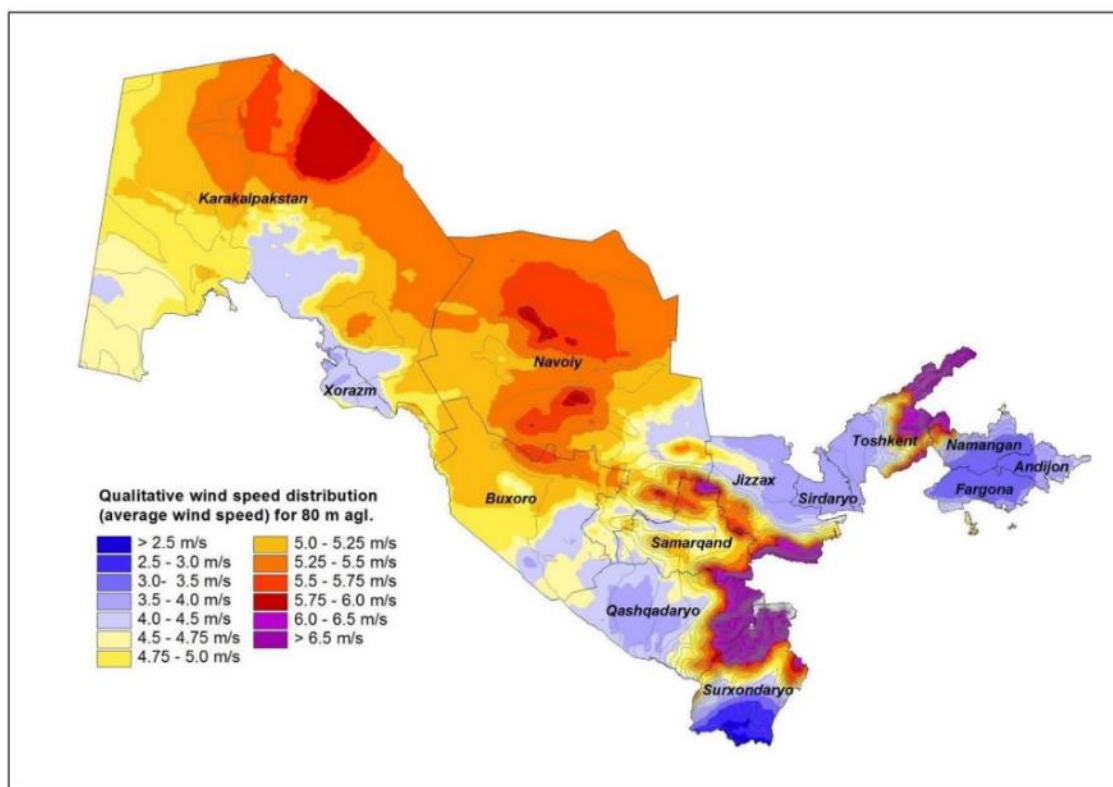 Karakalpakstan
Navoiy
Xorazm
Toshkent
Namangan
Andijon
Fargona
Buxoro
Jizzax
Sirdaryo
Samarqand
Qashqadaryo
Surxondaryo
Qualitative wind speed distribution
(average wind speed) for 80 m agl.
> 2.5 m/s
2.5 - 3.0 m/s
3.0- 3.5 m/s
3.5 - 4.0 m/s
4.0 - 4.5 m/s
4.5 - 4.75 m/s
4.75 - 5.0 m/s
5.0 - 5.25 m/s
5.25 - 5.5 m/s
5.5 - 5.75 m/s
5.75 - 6.0 m/s
6.0 - 6.5 m/s
> 6.5 m/s